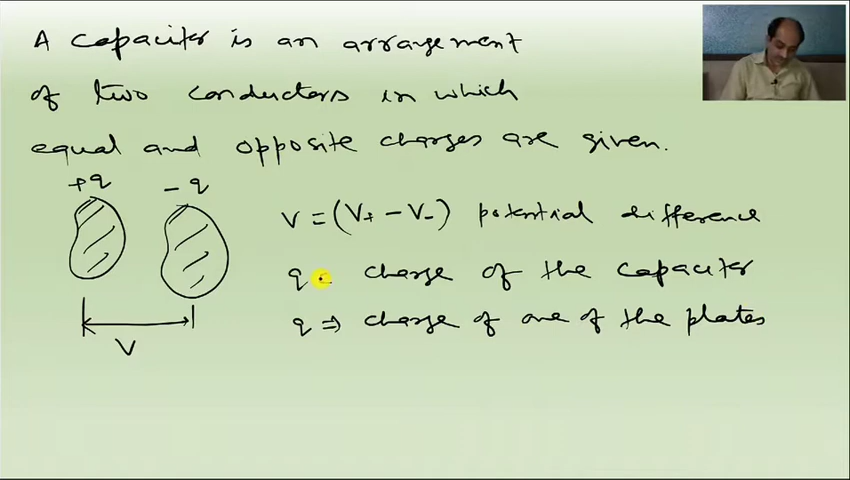 A capacitor is an arrangement
of two conductors in which
equal and opposite charges are given.
+q -q
V = (V+ - V-) potential difference
q charge of the capacitor
q ⇒ charge of one of the plates
V